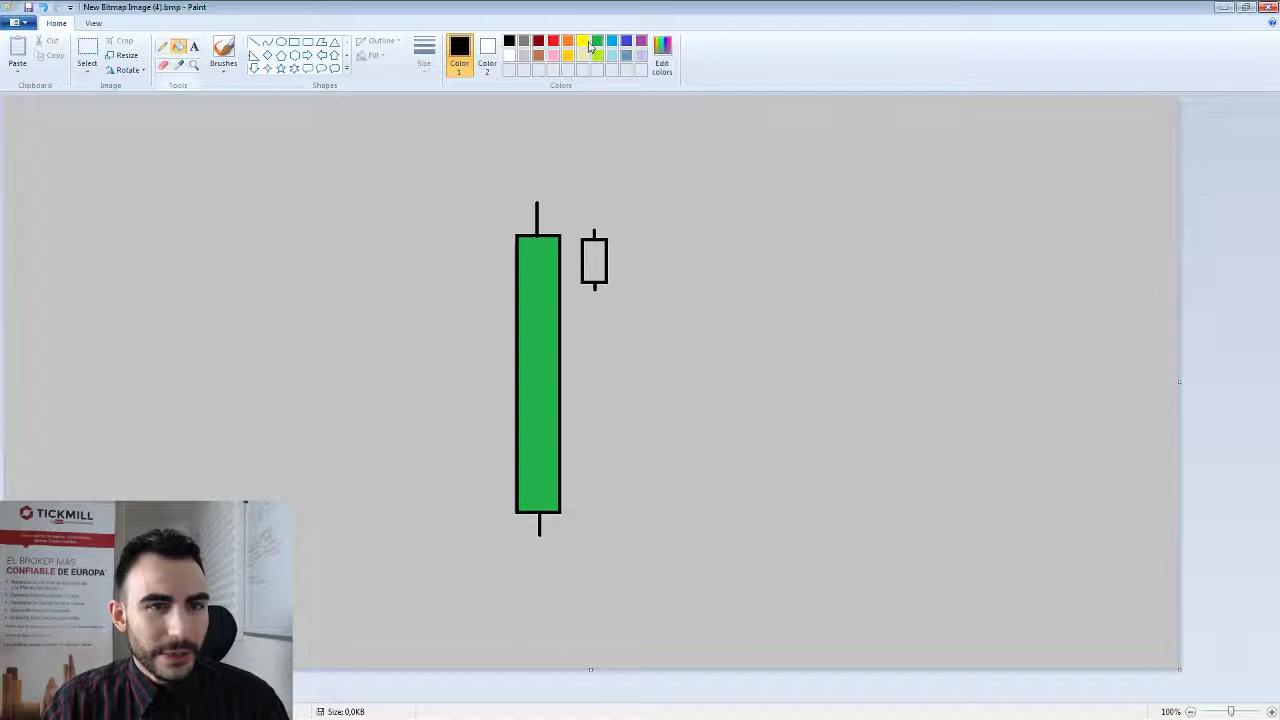 New Bitmap Image (4).bmp - Paint
Home
View
Paste
Cut
Copy
Clipboard
Select
Crop
Resize
Rotate
Image
A
Tools
Brushes
Outline
Fill
Shapes
Size
Color
1
Color
2
Colors
Edit
colors
TICKMILL
EL BROKER MÁS
CONFIABLE DE EUROPA*
Size: 0,0KB
100%